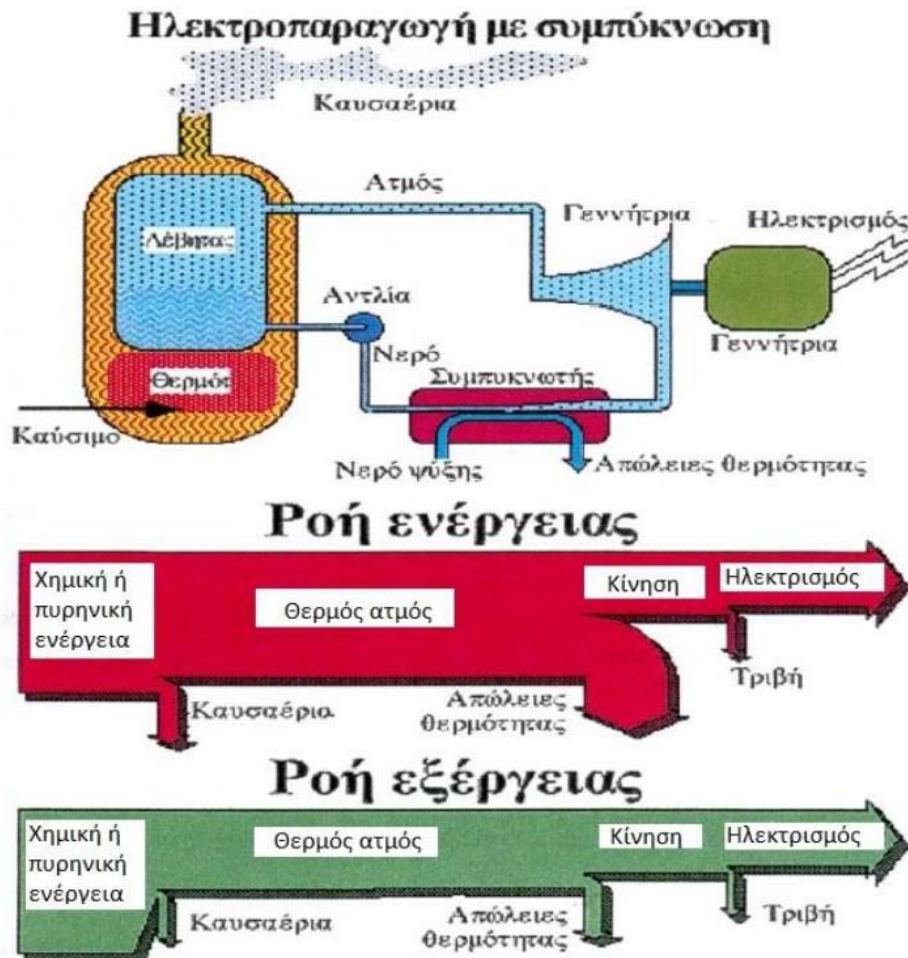 Ηλεκτροπαραγωγή με συμπύκνωση
Καυσαέρια
Ατμός
Γεννήτρια
Ηλεκτρισμός
Λέβητας
Αντλία
Νερό
Γεννήτρια
Συμπυκνωτής
Θερμότ
Καύσιμο
Νερό ψύξης
Απώλειες θερμότητας
Ροή ενέργειας
Χημική ή
πυρηνική
ενέργεια
Θερμός ατμός
Κίνηση
Ηλεκτρισμός
Καυσαέρια
Απώλειες
θερμότητας
Τριβή
Ροή εξέργειας
Χημική ή
πυρηνική
ενέργεια
Θερμός ατμός
Κίνηση
Ηλεκτρισμός
Καυσαέρια
Απώλειες
θερμότητας
Τριβή